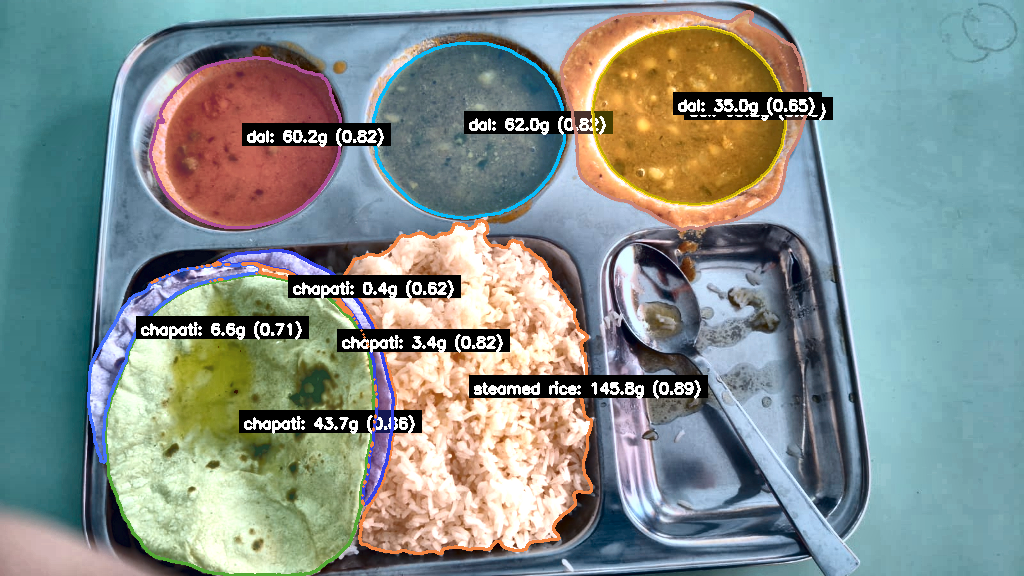 dal: 35.0g (0.65)
dal: 62.0g (0.82)
dal: 60.2g (0.82)
chapati: 0.4g (0.62)
chapati: 6.6g (0.71)
chapati: 3.4g (0.82)
steamed rice: 145.8g (0.89)
chapati: 43.7g (0.86)